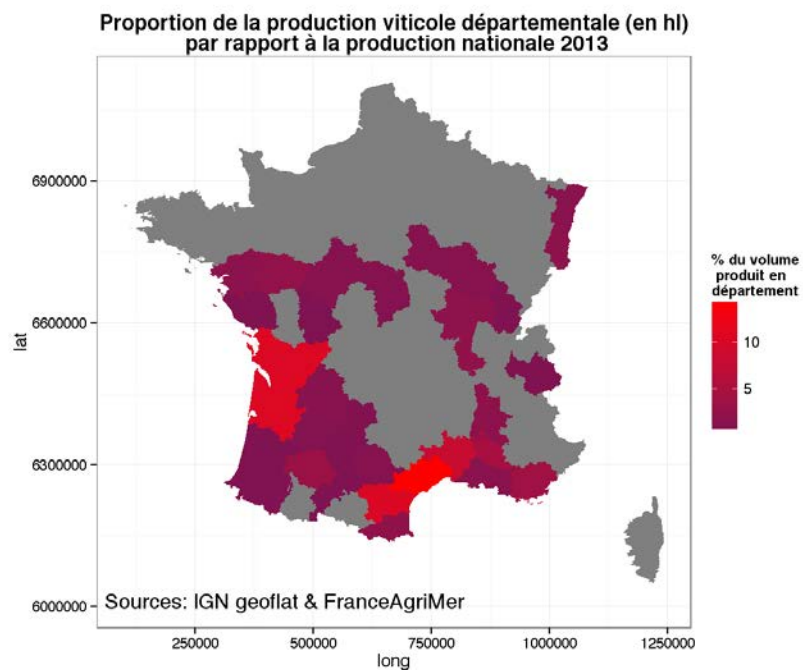 Proportion de la production viticole départementale (en hl)
par rapport à la production nationale 2013
6900000
6600000
6300000
6000000
lat
250000
500000
750000
1000000
1250000
long
Sources: IGN geoflat & FranceAgriMer
% du volume
produit en
département
10
5